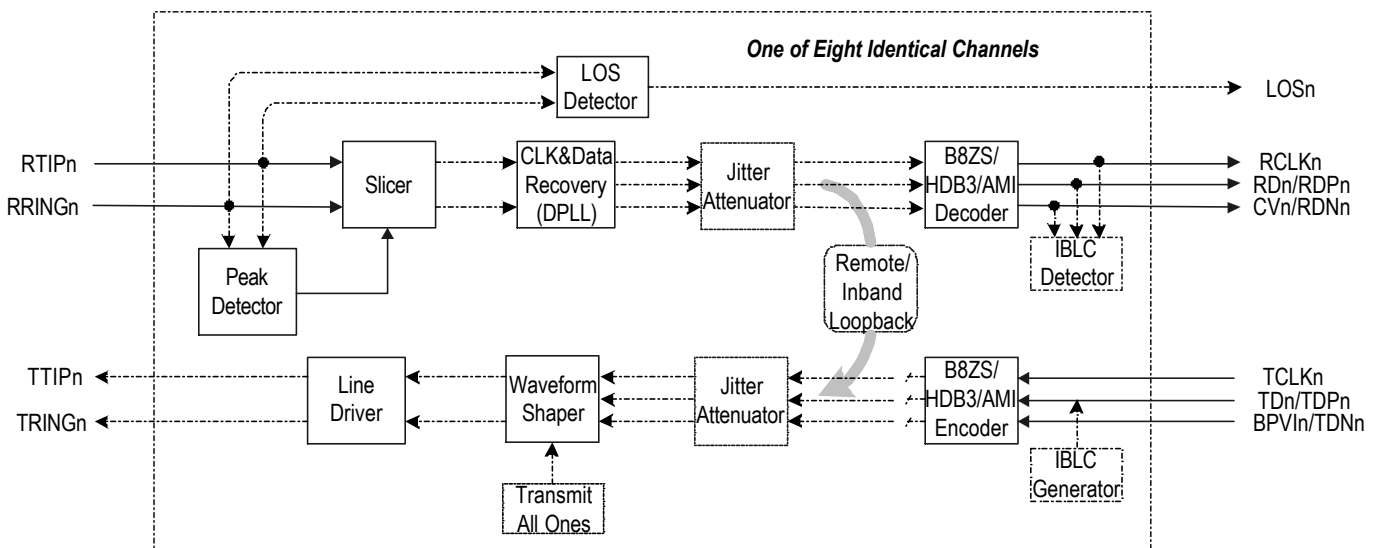 One of Eight Identical Channels
LOS
Detector
LOSn
RTIPn
RRINGn
Slicer
CLK&Data
Recovery
(DPLL)
Jitter
Attenuator
B8ZS/
HDB3/AMI
Decoder
RCLKn
RDn/RDPn
CVn/RDNn
Peak
Detector
Remote/
Inband
Loopback
IBLC
Detector
TTIPn
TRINGn
Line
Driver
Waveform
Shaper
Jitter
Attenuator
B8ZS/
HDB3/AMI
Encoder
TCLKn
TDn/TDPn
BPVIn/TDNn
Transmit
All Ones
IBLC
Generator